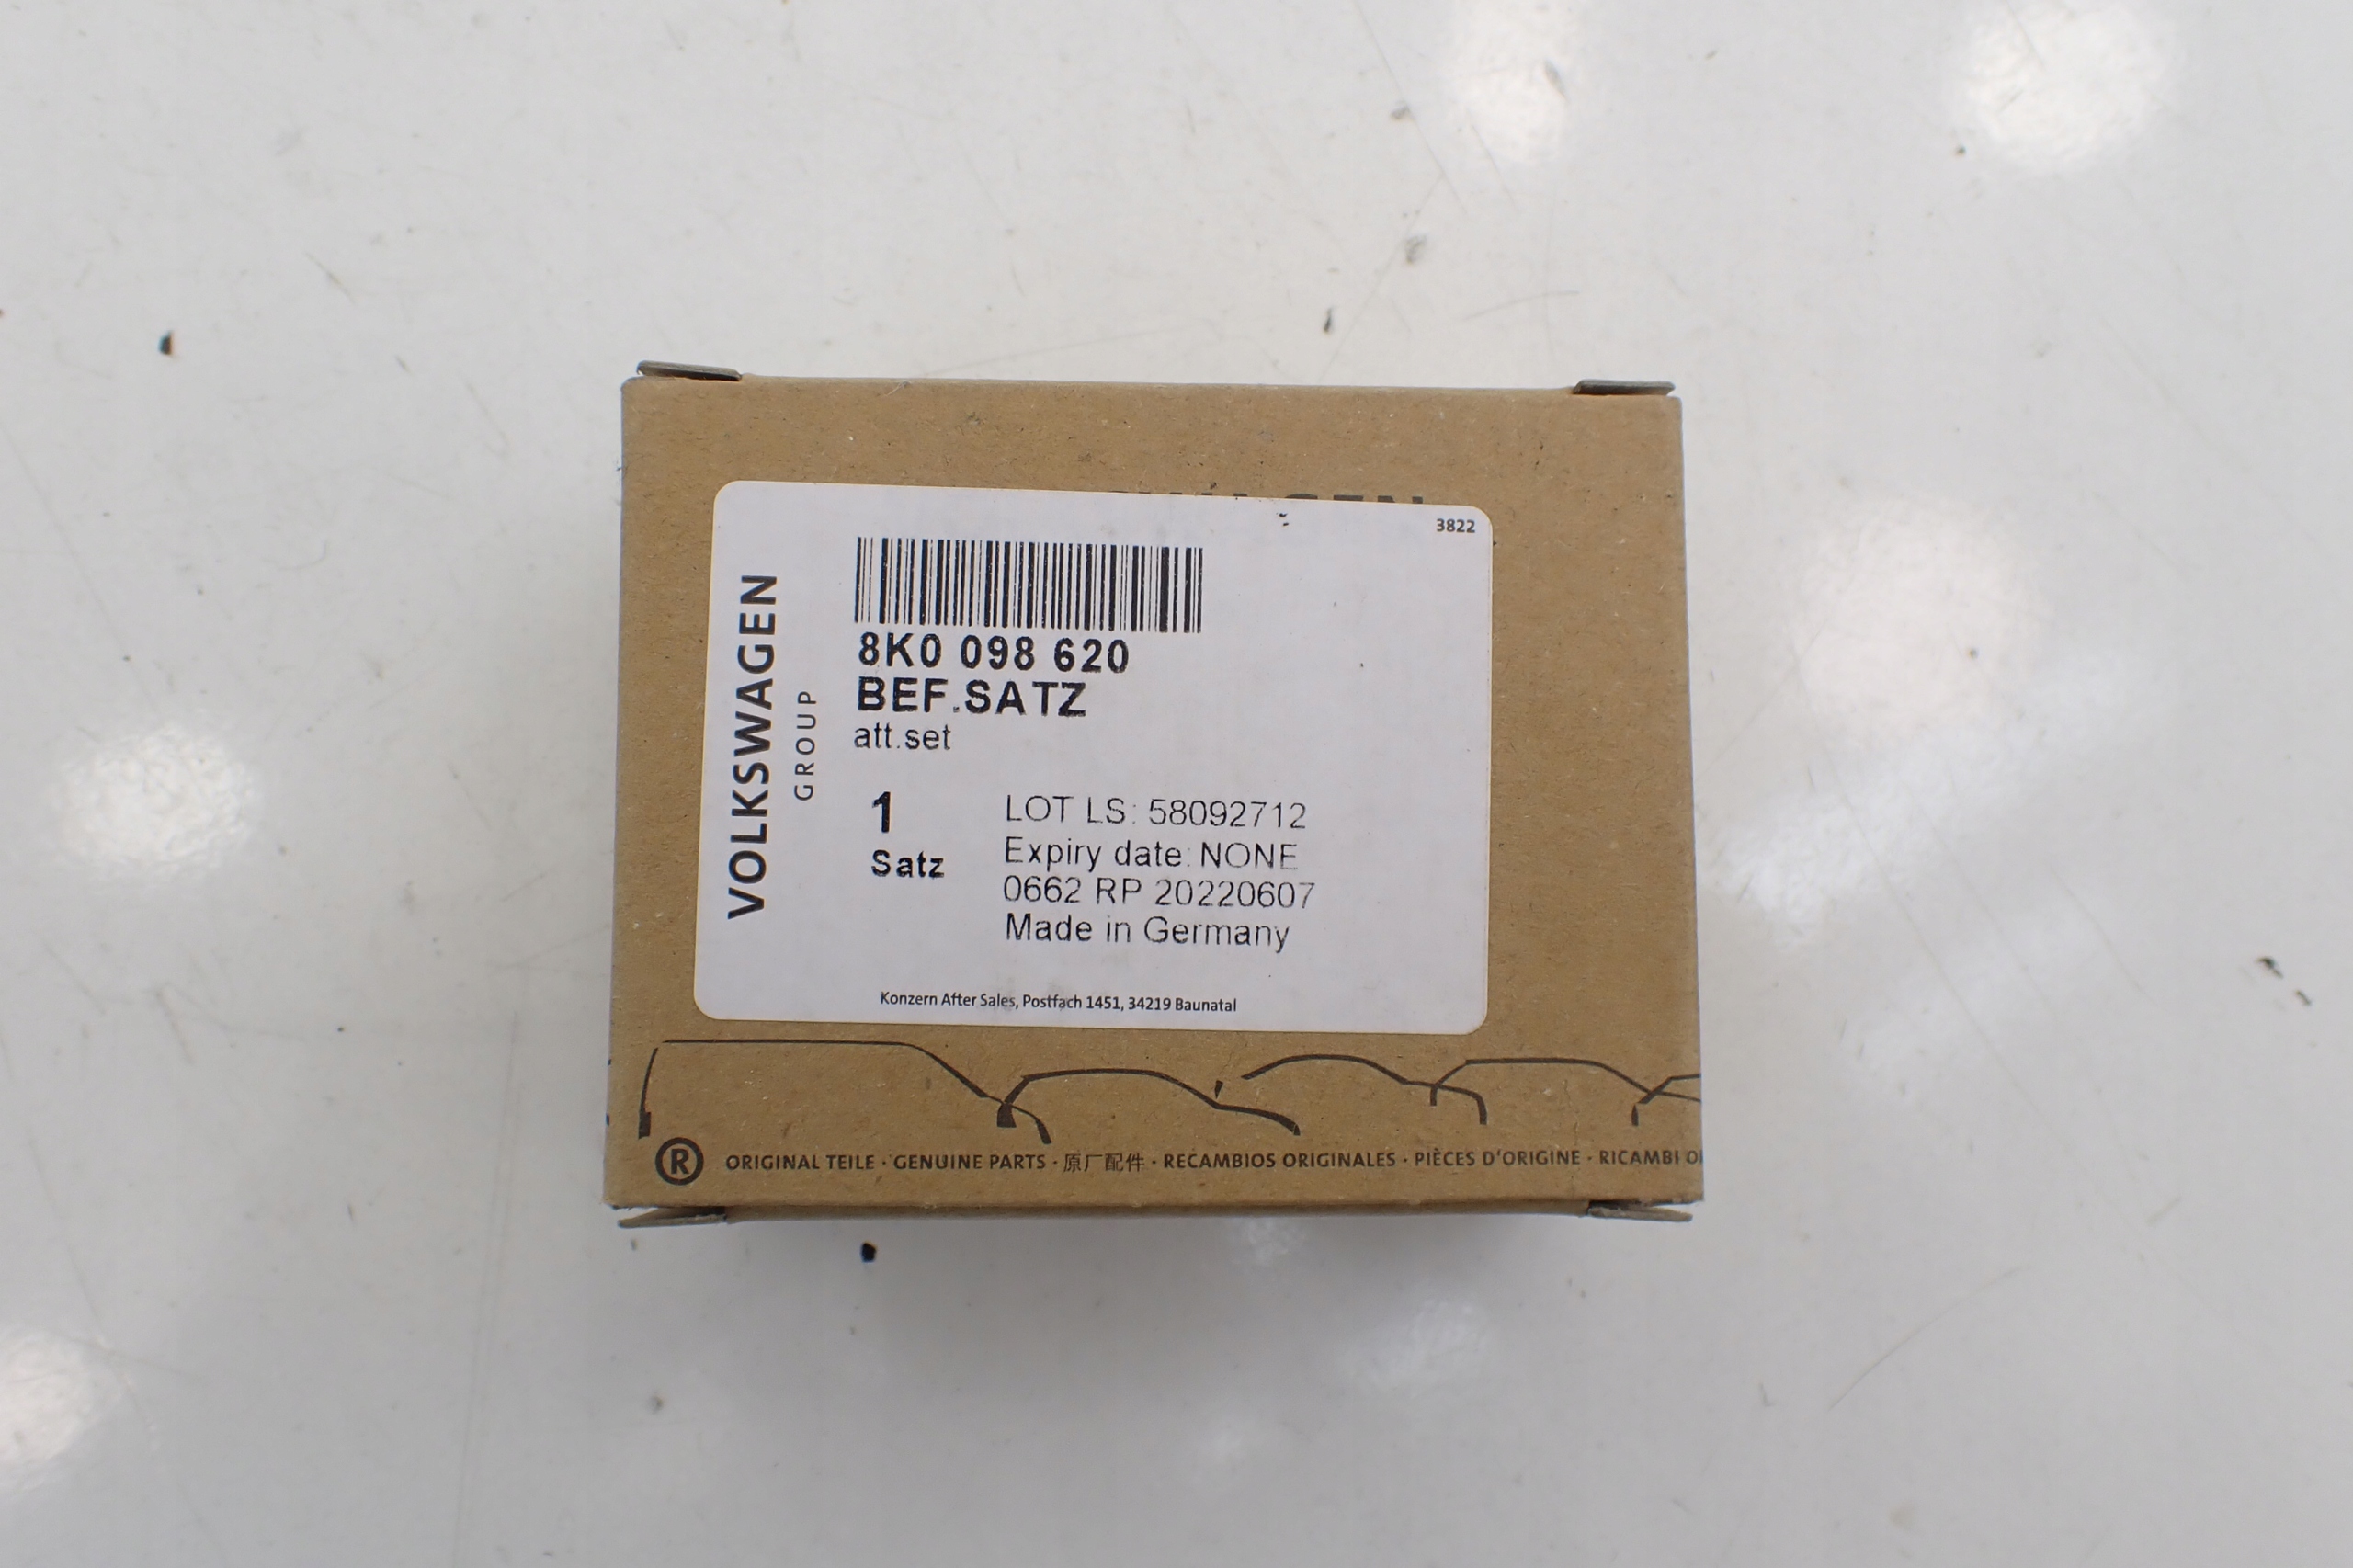 3822
VOLKSWAGEN
GROUP
8K0 098 620
BEF.SATZ
att.set
1
Satz
LOT LS: 58092712
Expiry date: NONE
0662 RP 20220607
Made in Germany
Konzern After Sales, Postfach 1451, 34219 Baunatal
® ORIGINAL TEILE · GENUINE PARTS · 原厂配件 · RECAMBIOS ORIGINALES · PIÈCES D'ORIGINE · RICAMBI